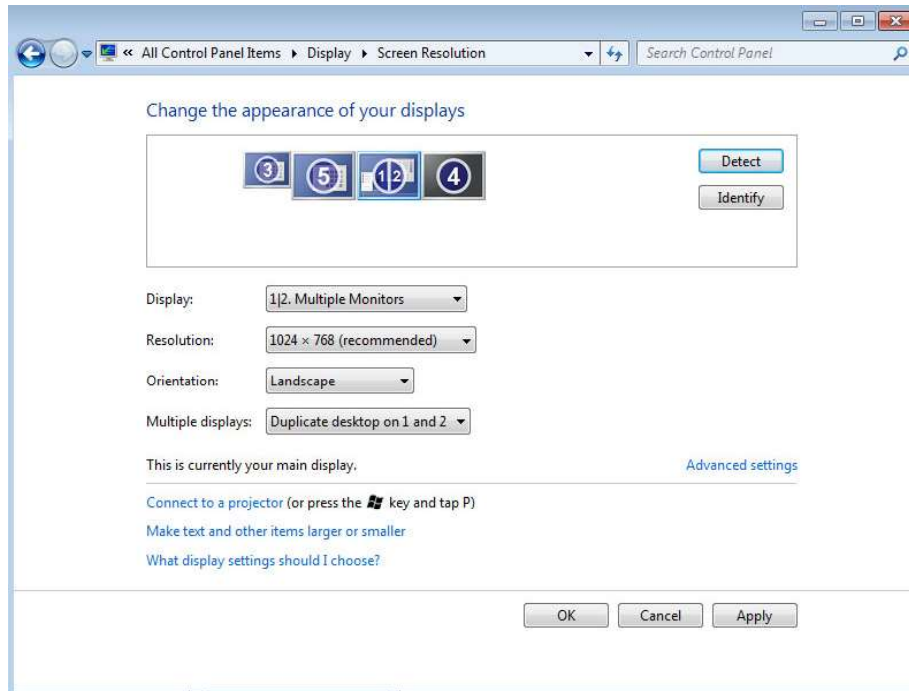 « All Control Panel Items ▸ Display ▸ Screen Resolution
Search Control Panel
Change the appearance of your displays
3 5 1|2 4
Detect
Identify
Display: 1|2. Multiple Monitors
Resolution: 1024 × 768 (recommended)
Orientation: Landscape
Multiple displays: Duplicate desktop on 1 and 2
This is currently your main display. Advanced settings
Connect to a projector (or press the key and tap P)
Make text and other items larger or smaller
What display settings should I choose?
OK Cancel Apply